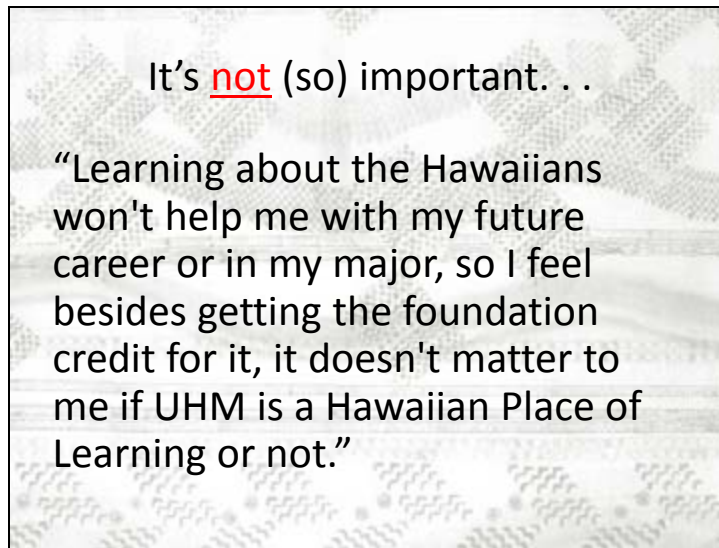 It’s not (so) important. . .
“Learning about the Hawaiians
won't help me with my future
career or in my major, so I feel
besides getting the foundation
credit for it, it doesn't matter to
me if UHM is a Hawaiian Place of
Learning or not.”